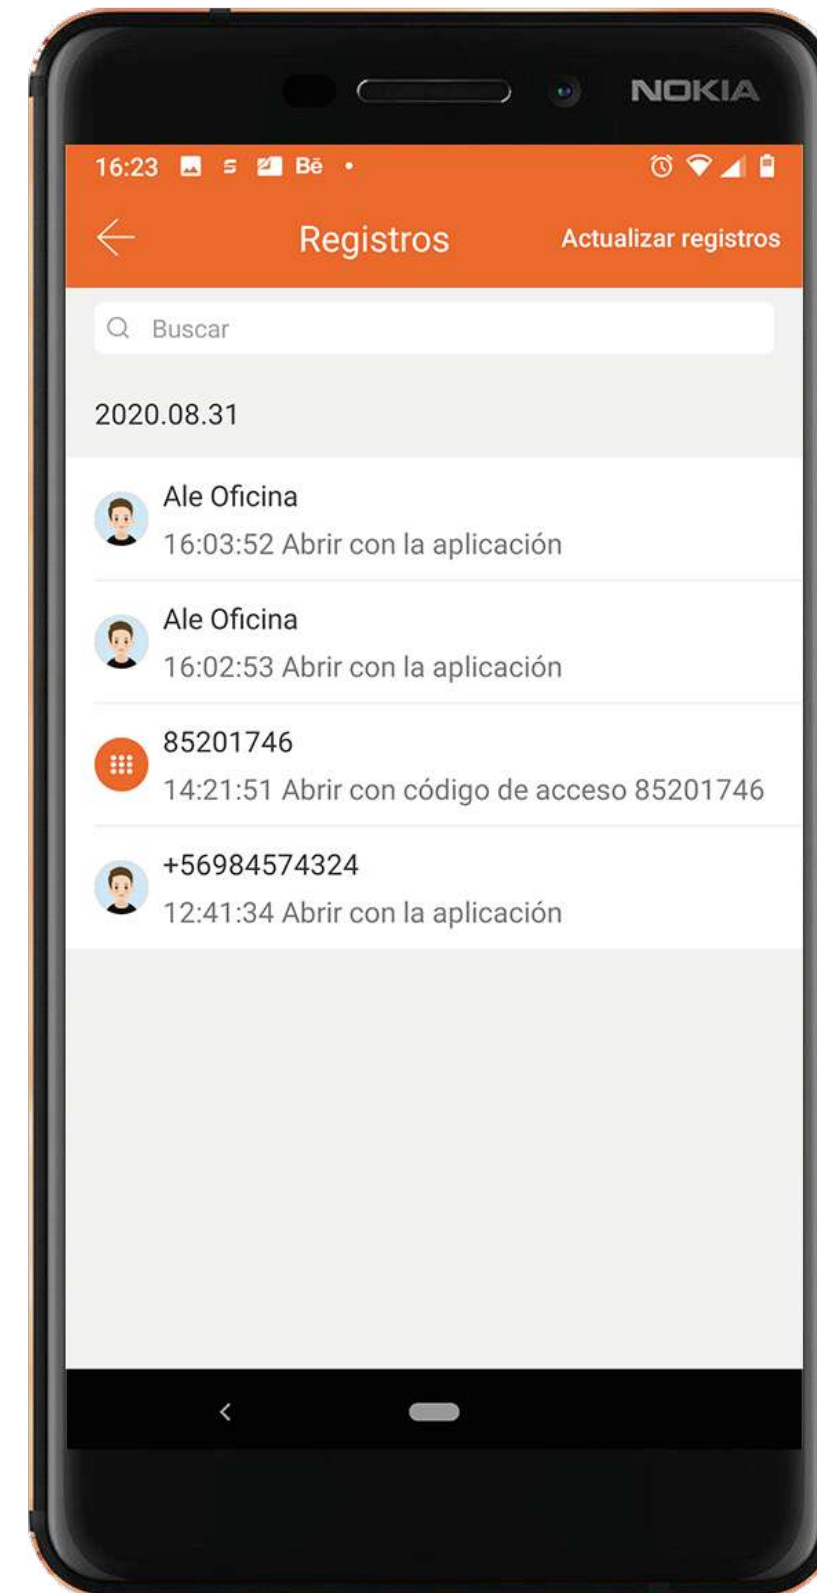 NOKIA
16:23 Bē
Registros
Actualizar registros
Buscar
2020.08.31
Ale Oficina
16:03:52 Abrir con la aplicación
Ale Oficina
16:02:53 Abrir con la aplicación
85201746
14:21:51 Abrir con código de acceso 85201746
+56984574324
12:41:34 Abrir con la aplicación